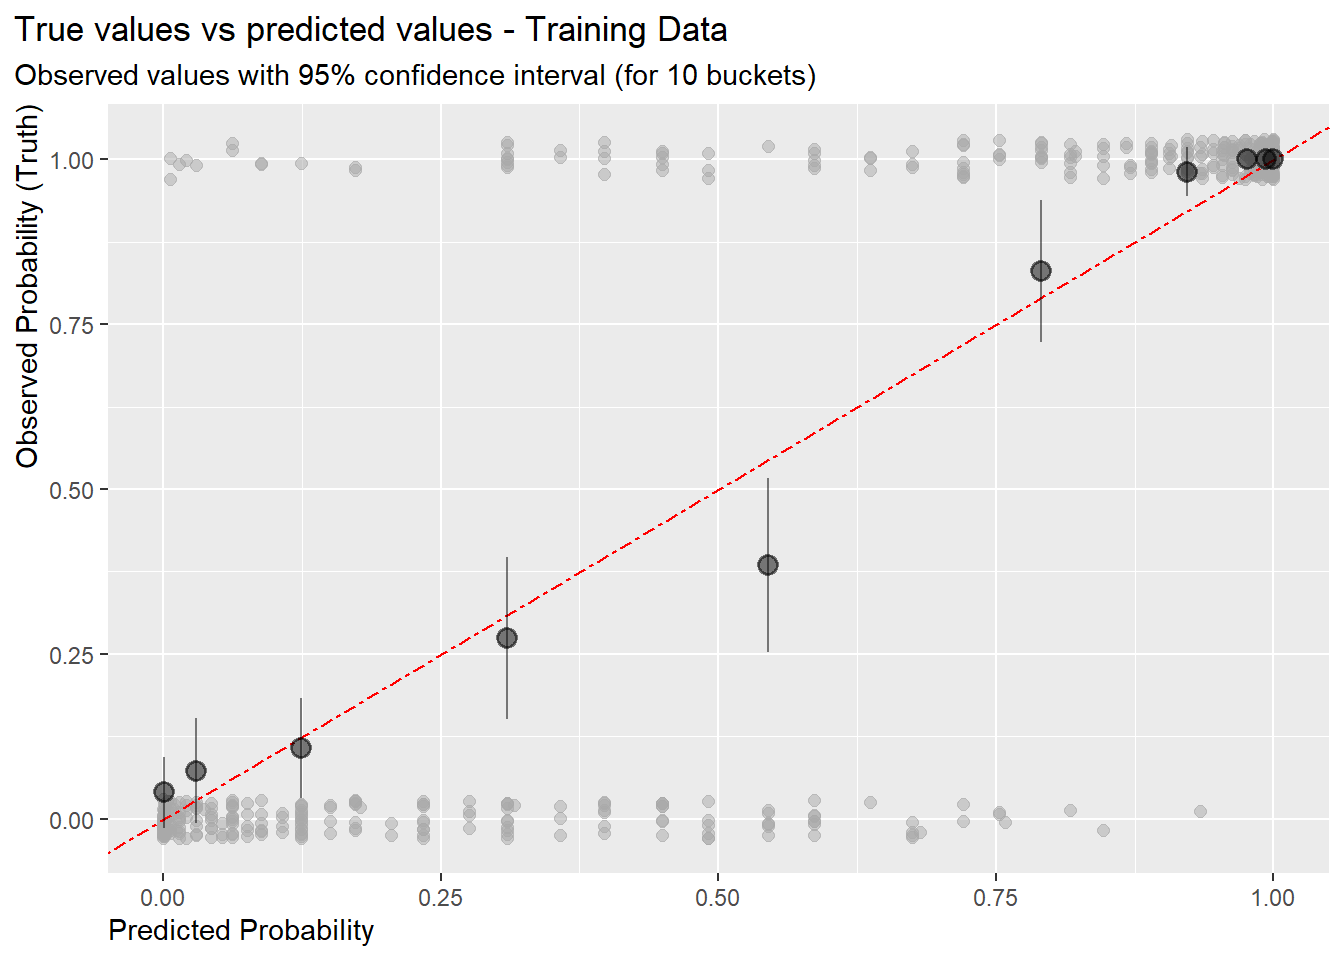 True values vs predicted values - Training Data
Observed values with 95% confidence interval (for 10 buckets)
Observed Probability (Truth)
1.00
0.75
0.50
0.25
0.00
0.00 0.25 0.50 0.75 1.00
Predicted Probability